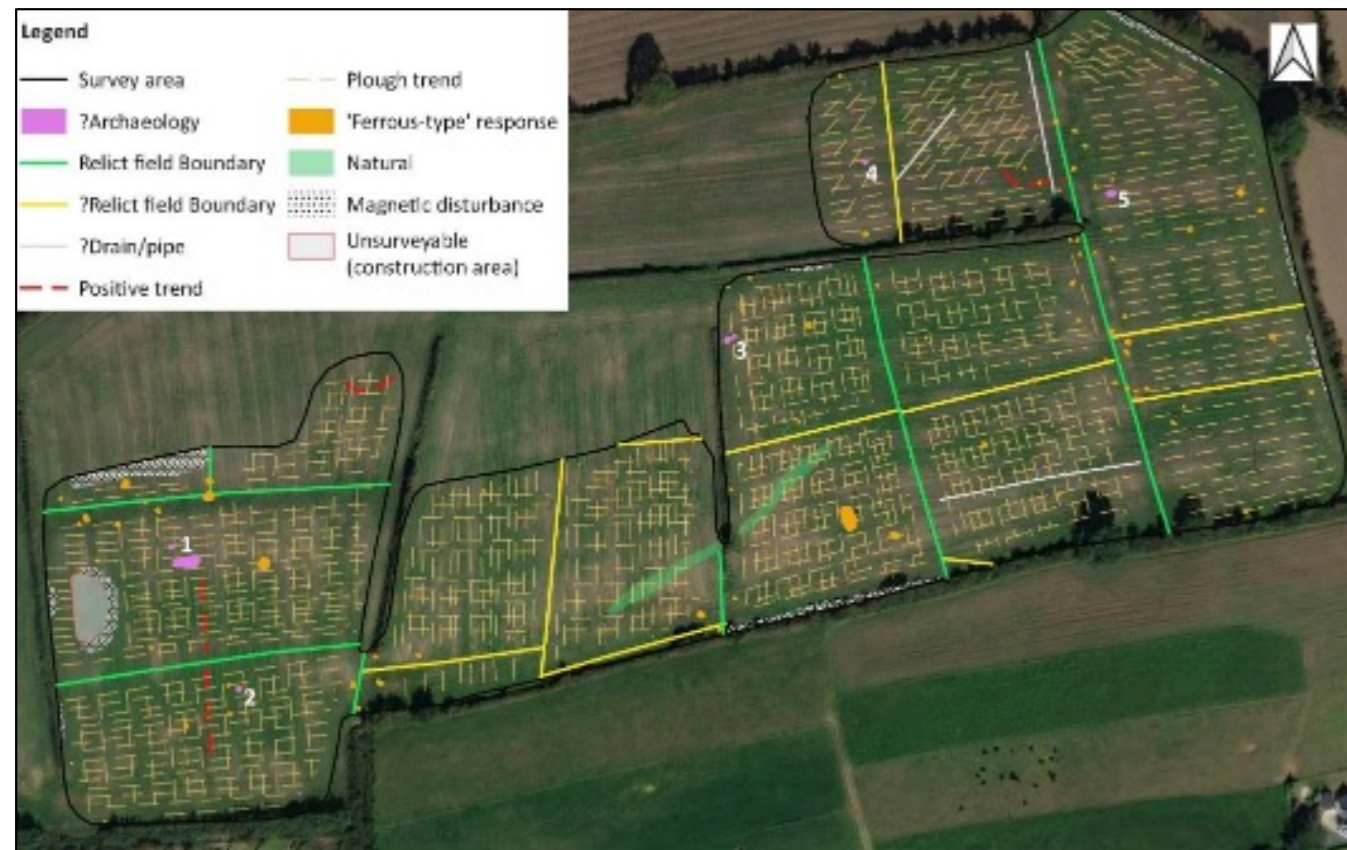 Legend
Survey area
?Archaeology
Relict field Boundary
?Relict field Boundary
?Drain/pipe
Positive trend
Plough trend
'Ferrous-type' response
Natural
Magnetic disturbance
Unsurveyable
(construction area)
4
5
3
1
2